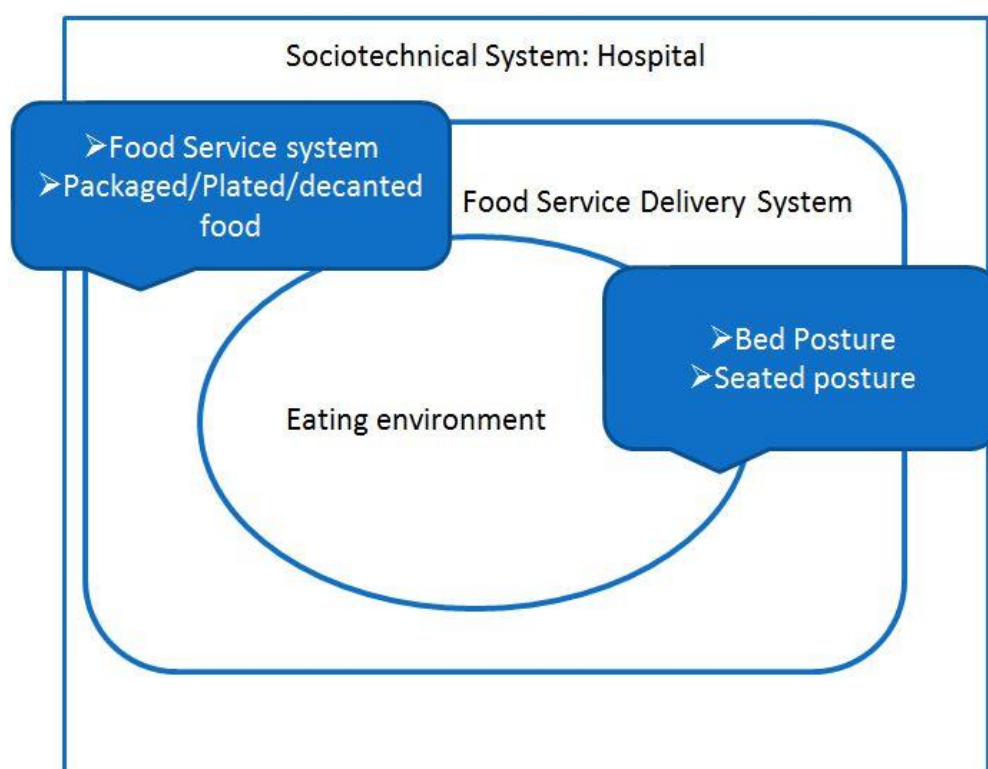 Sociotechnical System: Hospital
➢Food Service system
➢Packaged/Plated/decanted
food
Food Service Delivery System
➢Bed Posture
➢Seated posture
Eating environment